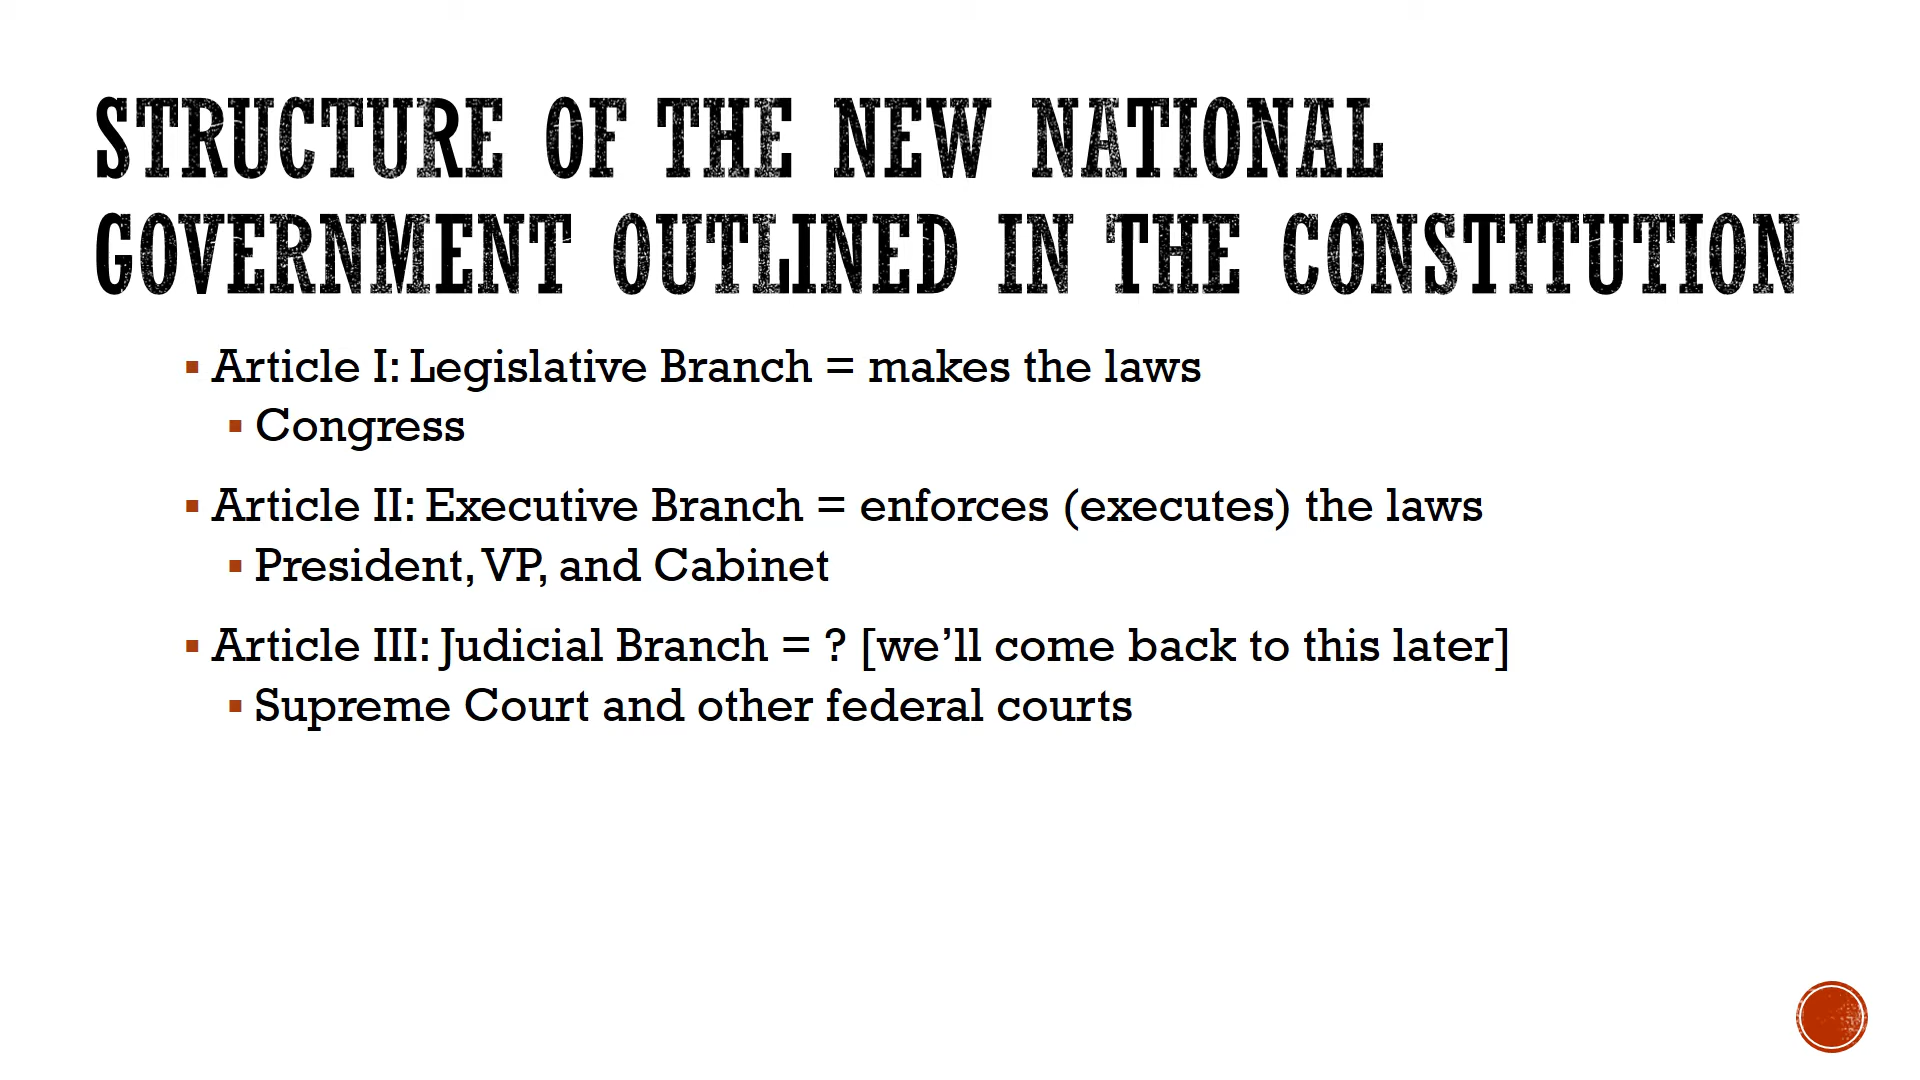 STRUCTURE OF THE NEW NATIONAL
GOVERNMENT OUTLINED IN THE CONSTITUTION
▪ Article I: Legislative Branch = makes the laws
▪ Congress
▪ Article II: Executive Branch = enforces (executes) the laws
▪ President, VP, and Cabinet
▪ Article III: Judicial Branch = ? [we’ll come back to this later]
▪ Supreme Court and other federal courts